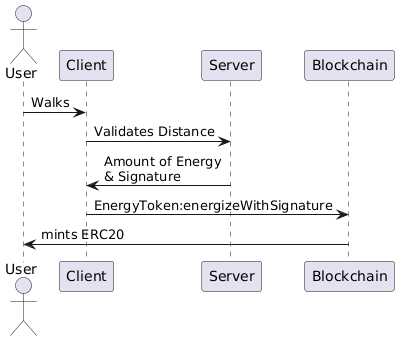 User
Client
Server
Blockchain
Walks
Validates Distance
Amount of Energy
& Signature
EnergyToken:energizeWithSignature
mints ERC20
User
Client
Server
Blockchain